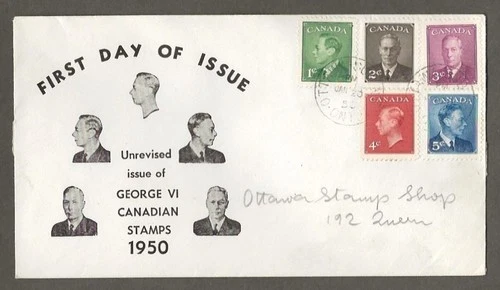 FIRST DAY OF ISSUE
Unrevised
issue of
GEORGE VI
CANADIAN
STAMPS
1950
CANADA
1¢
CANADA
2¢
CANADA
3¢
CANADA
4¢
CANADA
5¢
Ottawa Stamp Shop
192 Queen